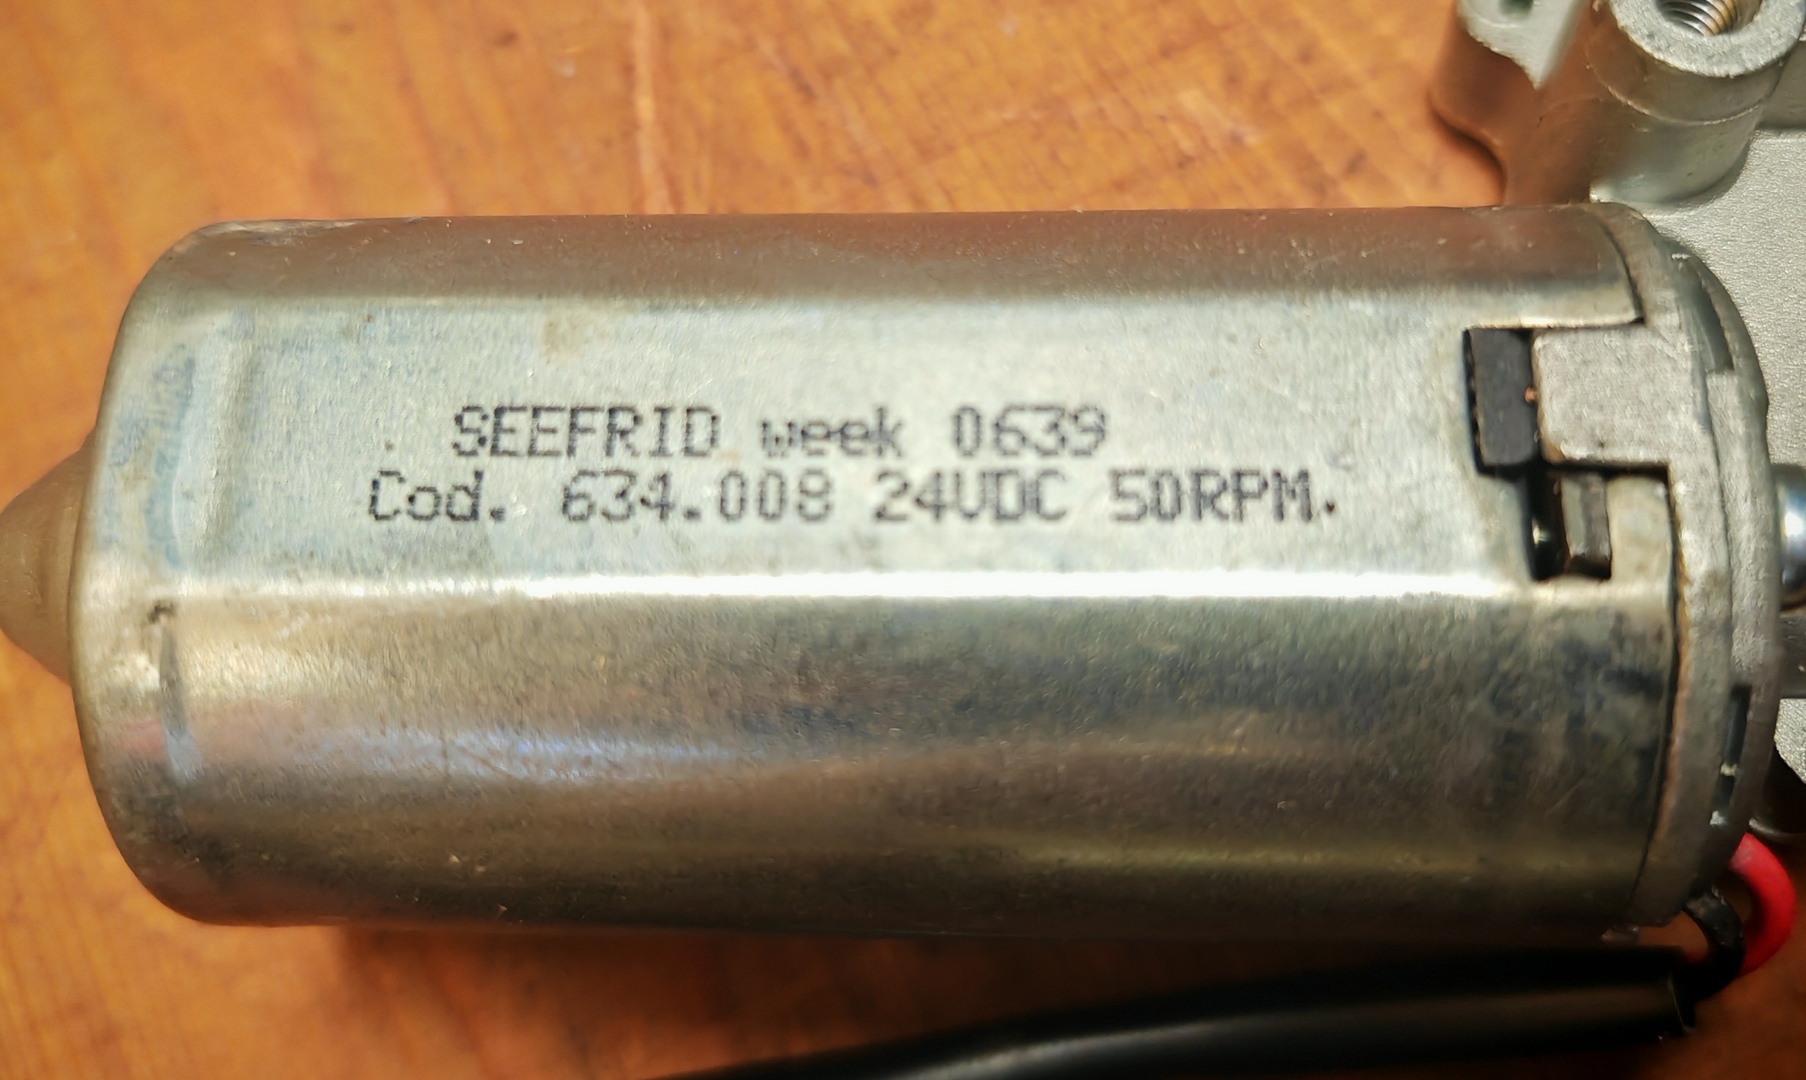 SEEFRID week 0639
Cod. 634.008 24VDC 50RPM.